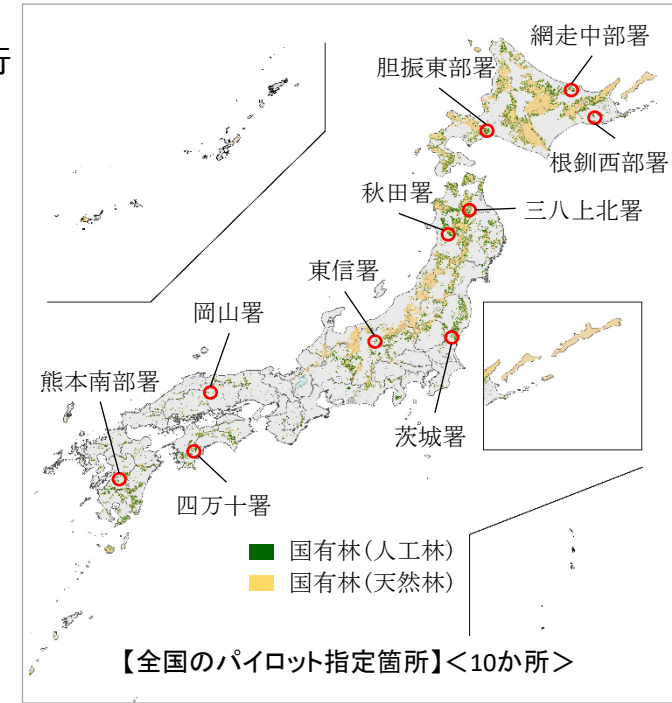 行
網走中部署
胆振東部署
根釧西部署
秋田署
三八上北署
東信署
岡山署
熊本南部署
茨城署
四万十署
国有林(人工林)
国有林(天然林)
【全国のパイロット指定箇所】<10か所>